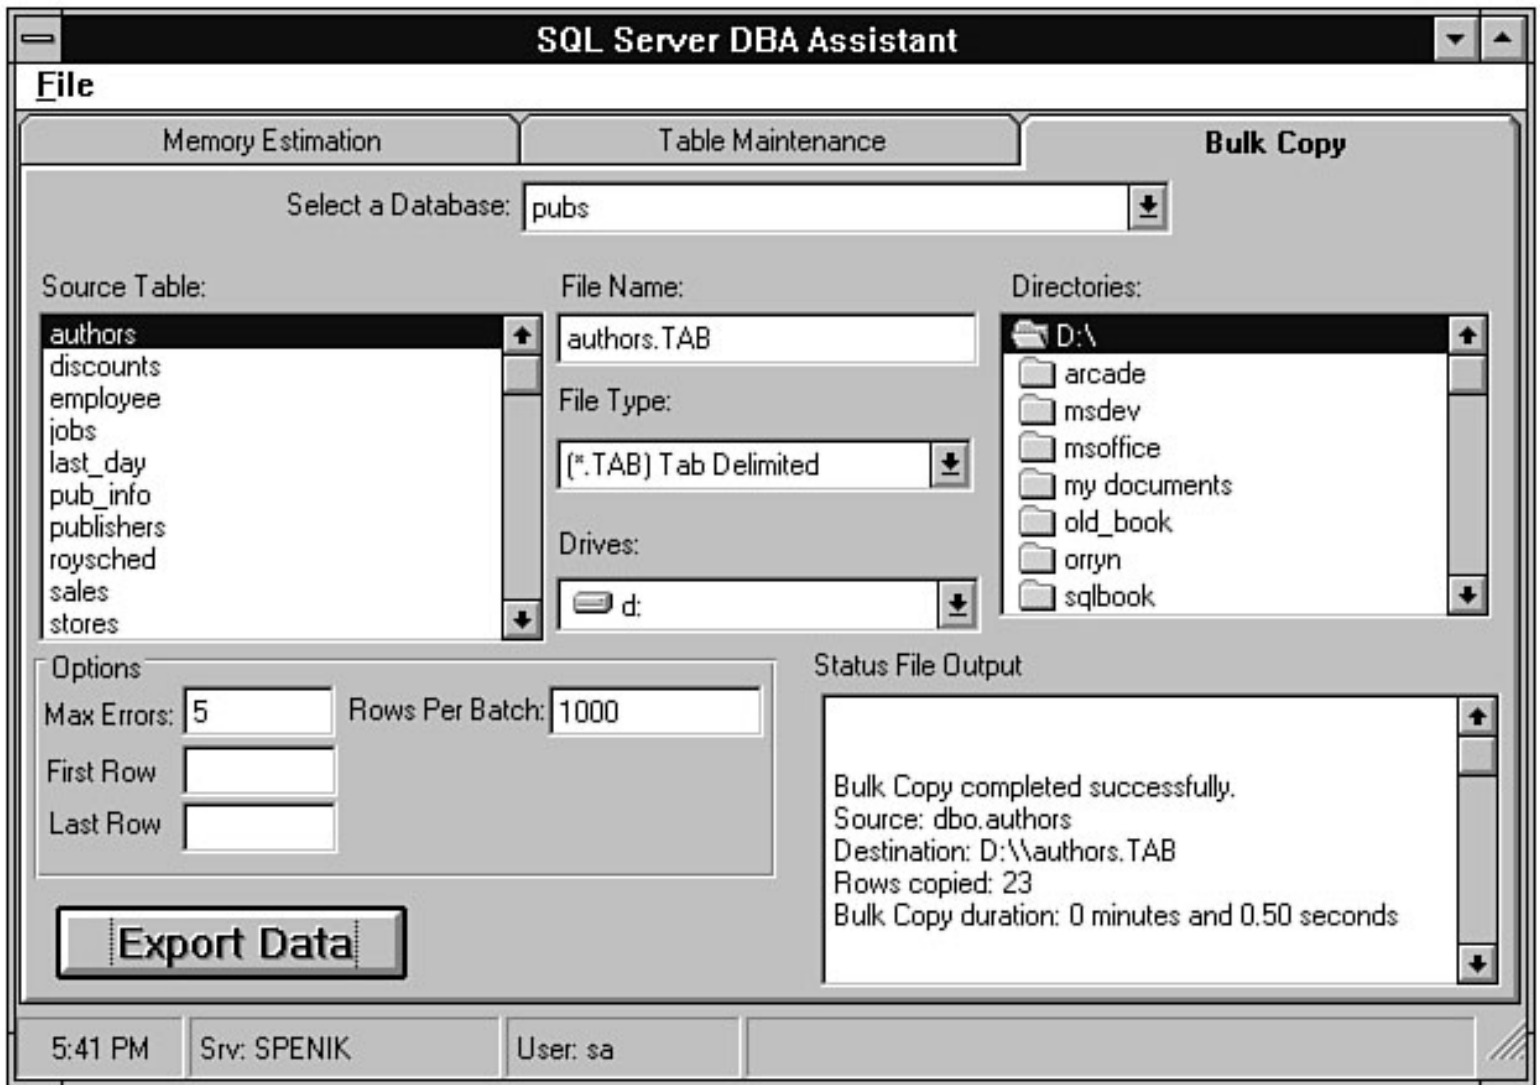 SQL Server DBA Assistant
File
Memory Estimation
Table Maintenance
Bulk Copy
Select a Database: pubs
Source Table:
authors
discounts
employee
jobs
last_day
pub_info
publishers
roysched
sales
stores
File Name:
authors.TAB
File Type:
(*.TAB) Tab Delimited
Drives:
d:
Directories:
D:\
arcade
msdev
msoffice
my documents
old_book
orryn
sqlbook
Options
Max Errors: 5
Rows Per Batch: 1000
First Row
Last Row
Export Data
Status File Output
Bulk Copy completed successfully.
Source: dbo.authors
Destination: D:\\authors.TAB
Rows copied: 23
Bulk Copy duration: 0 minutes and 0.50 seconds
5:41 PM
Srv: SPENIK
User: sa